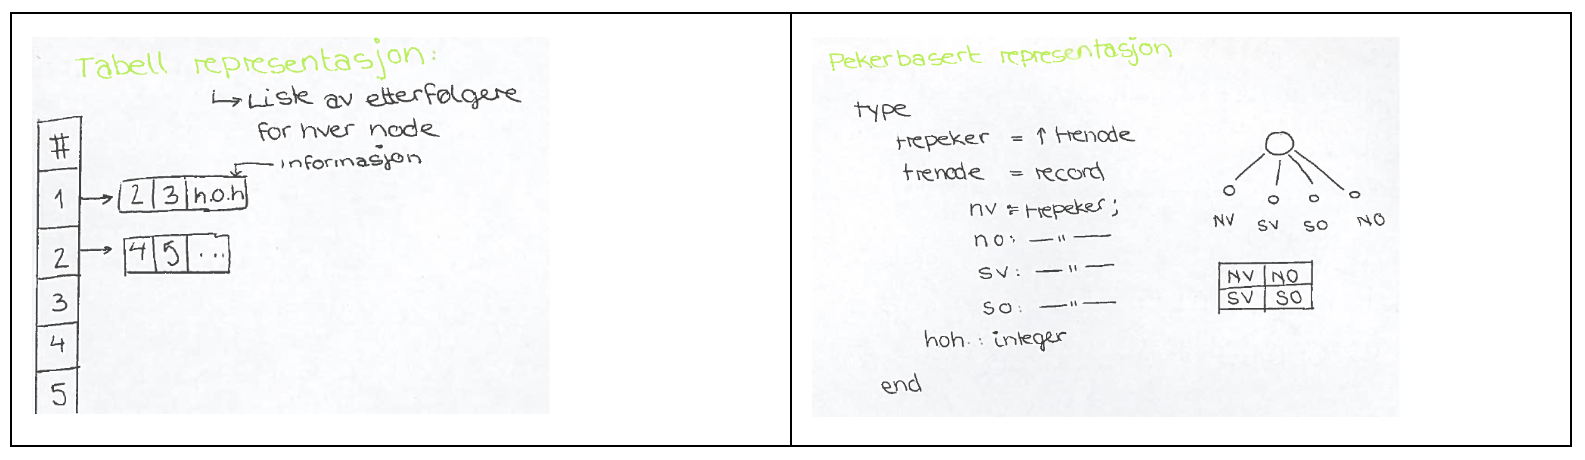 Tabell representasjon:
↳ Liste av etterfølgere
for hver node
informasjon
#
1 → 2 3 h.o.h
2 → 4 5 ...
3
4
5
Pekerbasert representasjon
type
trepeker = ↑ trenode
trenode = record
nv = trepeker;
no: —"—
sv: —"—
so: —"—
hoh. : integer
end
NV SV SO NO
NV NO
SV SO